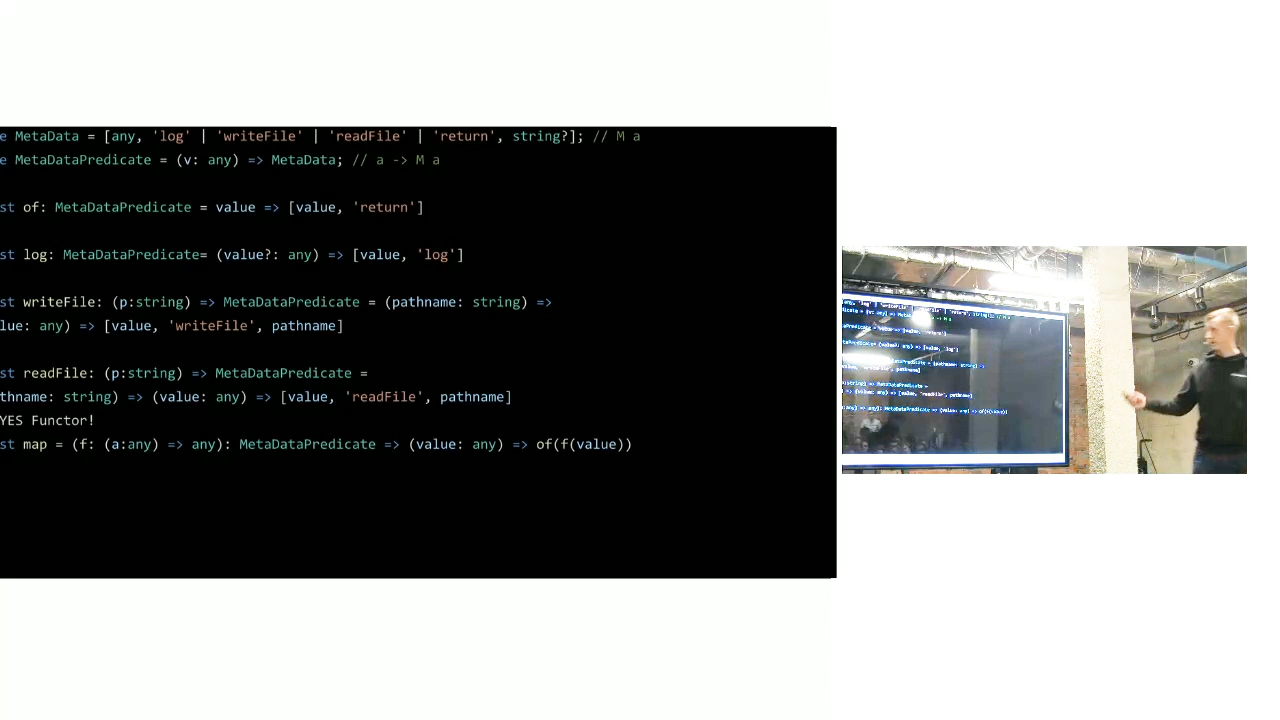 e MetaData = [any, 'log' | 'writeFile' | 'readFile' | 'return', string?]; // M a
e MetaDataPredicate = (v: any) => MetaData; // a -> M a
st of: MetaDataPredicate = value => [value, 'return']
st log: MetaDataPredicate= (value?: any) => [value, 'log']
st writeFile: (p:string) => MetaDataPredicate = (pathname: string) =>
lue: any) => [value, 'writeFile', pathname]
st readFile: (p:string) => MetaDataPredicate =
thname: string) => (value: any) => [value, 'readFile', pathname]
YES Functor!
st map = (f: (a:any) => any): MetaDataPredicate => (value: any) => of(f(value))